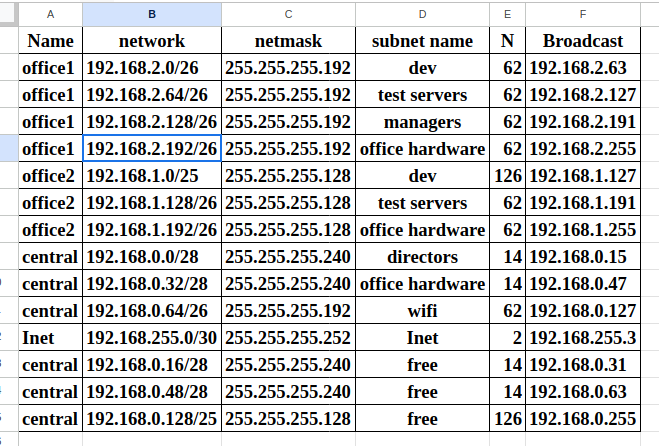 A B C D E F
Name network netmask subnet name N Broadcast
office1 192.168.2.0/26 255.255.255.192 dev 62 192.168.2.63
office1 192.168.2.64/26 255.255.255.192 test servers 62 192.168.2.127
office1 192.168.2.128/26 255.255.255.192 managers 62 192.168.2.191
office1 192.168.2.192/26 255.255.255.192 office hardware 62 192.168.2.255
office2 192.168.1.0/25 255.255.255.128 dev 126 192.168.1.127
office2 192.168.1.128/26 255.255.255.128 test servers 62 192.168.1.191
office2 192.168.1.192/26 255.255.255.128 office hardware 62 192.168.1.255
central 192.168.0.0/28 255.255.255.240 directors 14 192.168.0.15
central 192.168.0.32/28 255.255.255.240 office hardware 14 192.168.0.47
central 192.168.0.64/26 255.255.255.192 wifi 62 192.168.0.127
Inet 192.168.255.0/30 255.255.255.252 Inet 2 192.168.255.3
central 192.168.0.16/28 255.255.255.240 free 14 192.168.0.31
central 192.168.0.48/28 255.255.255.240 free 14 192.168.0.63
central 192.168.0.128/25 255.255.255.128 free 126 192.168.0.255